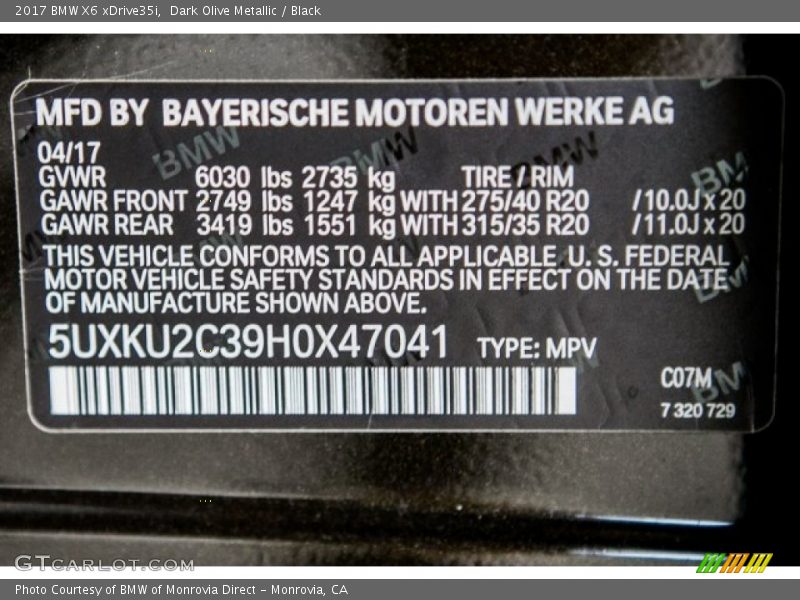 2017 BMW X6 xDrive35i, Dark Olive Metallic / Black
MFD BY BAYERISCHE MOTOREN WERKE AG
04/17
GVWR 6030 lbs 2735 kg TIRE / RIM
GAWR FRONT 2749 lbs 1247 kg WITH 275/40 R20 /10.0J x 20
GAWR REAR 3419 lbs 1551 kg WITH 315/35 R20 /11.0J x 20
THIS VEHICLE CONFORMS TO ALL APPLICABLE U. S. FEDERAL
MOTOR VEHICLE SAFETY STANDARDS IN EFFECT ON THE DATE
OF MANUFACTURE SHOWN ABOVE.
5UXKU2C39H0X47041 TYPE: MPV
C07M
7 320 729
GTCARLOT.COM
Photo Courtesy of BMW of Monrovia Direct - Monrovia, CA